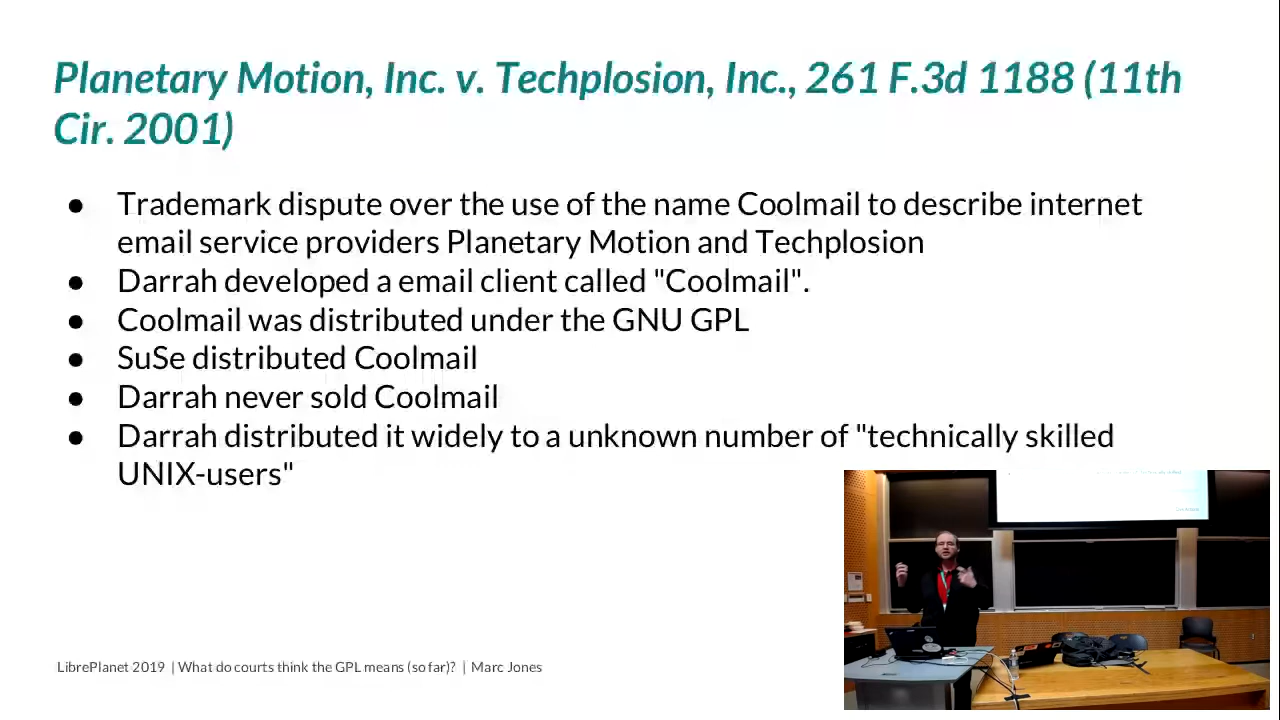 Planetary Motion, Inc. v. Techplosion, Inc., 261 F.3d 1188 (11th
Cir. 2001)
● Trademark dispute over the use of the name Coolmail to describe internet
email service providers Planetary Motion and Techplosion
● Darrah developed a email client called "Coolmail".
● Coolmail was distributed under the GNU GPL
● SuSe distributed Coolmail
● Darrah never sold Coolmail
● Darrah distributed it widely to a unknown number of "technically skilled
UNIX-users"
LibrePlanet 2019 | What do courts think the GPL means (so far)? | Marc Jones